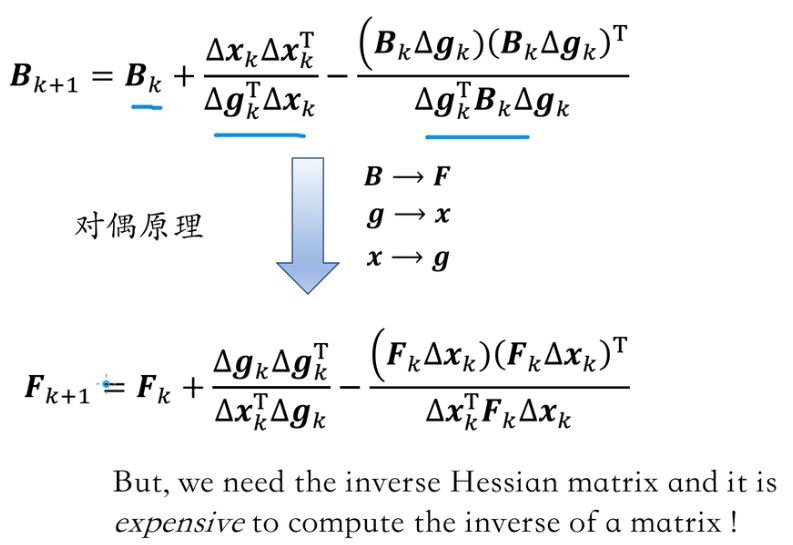 $\boldsymbol{B}_{k+1} = \boldsymbol{B}_k + \frac{\Delta \boldsymbol{x}_k \Delta \boldsymbol{x}_k^{\mathrm{T}}}{\Delta \boldsymbol{g}_k^{\mathrm{T}} \Delta \boldsymbol{x}_k} - \frac{(\boldsymbol{B}_k \Delta \boldsymbol{g}_k)(\boldsymbol{B}_k \Delta \boldsymbol{g}_k)^{\mathrm{T}}}{\Delta \boldsymbol{g}_k^{\mathrm{T}} \boldsymbol{B}_k \Delta \boldsymbol{g}_k}$
$\boldsymbol{B} \to \boldsymbol{F}$
对偶原理
$\boldsymbol{g} \to \boldsymbol{x}$
$\boldsymbol{x} \to \boldsymbol{g}$
$\boldsymbol{F}_{k+1} = \boldsymbol{F}_k + \frac{\Delta \boldsymbol{g}_k \Delta \boldsymbol{g}_k^{\mathrm{T}}}{\Delta \boldsymbol{x}_k^{\mathrm{T}} \Delta \boldsymbol{g}_k} - \frac{(\boldsymbol{F}_k \Delta \boldsymbol{x}_k)(\boldsymbol{F}_k \Delta \boldsymbol{x}_k)^{\mathrm{T}}}{\Delta \boldsymbol{x}_k^{\mathrm{T}} \boldsymbol{F}_k \Delta \boldsymbol{x}_k}$
But, we need the inverse Hessian matrix and it is
expensive to compute the inverse of a matrix !